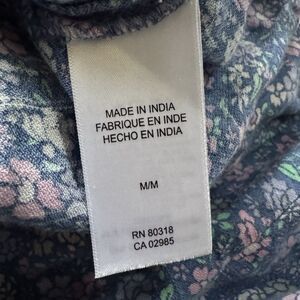 MADE IN INDIA
FABRIQUE EN INDE
HECHO EN INDIA
M/M
RN 80318
CA 02985